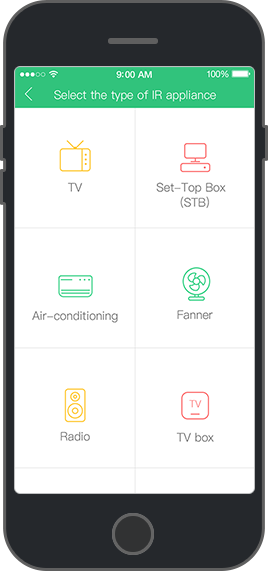 9:00 AM
100%
Select the type of IR appliance
TV
Set-Top Box
(STB)
Air-conditioning
Fanner
Radio
TV
TV box